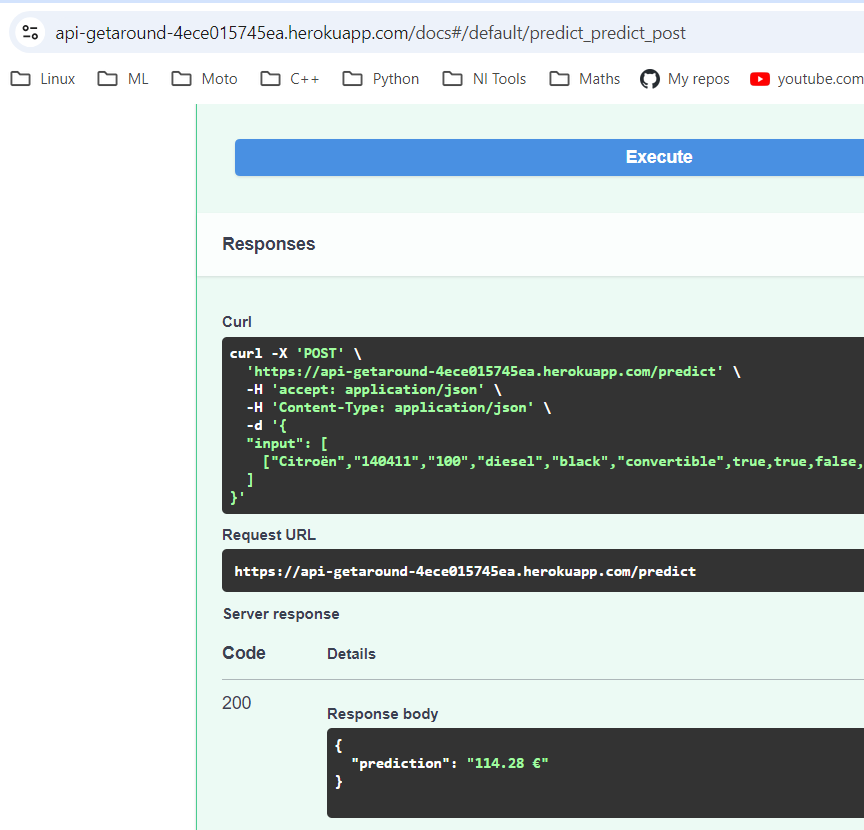 api-getaround-4ece015745ea.herokuapp.com/docs#/default/predict_predict_post
Linux ML Moto C++ Python NI Tools Maths My repos youtube.com
Execute
Responses
Curl
curl -X 'POST' \
'https://api-getaround-4ece015745ea.herokuapp.com/predict' \
-H 'accept: application/json' \
-H 'Content-Type: application/json' \
-d '{
"input": [
["Citroën","140411","100","diesel","black","convertible",true,true,false,
]
}'
Request URL
https://api-getaround-4ece015745ea.herokuapp.com/predict
Server response
Code Details
200
Response body
{
"prediction": "114.28 €"
}